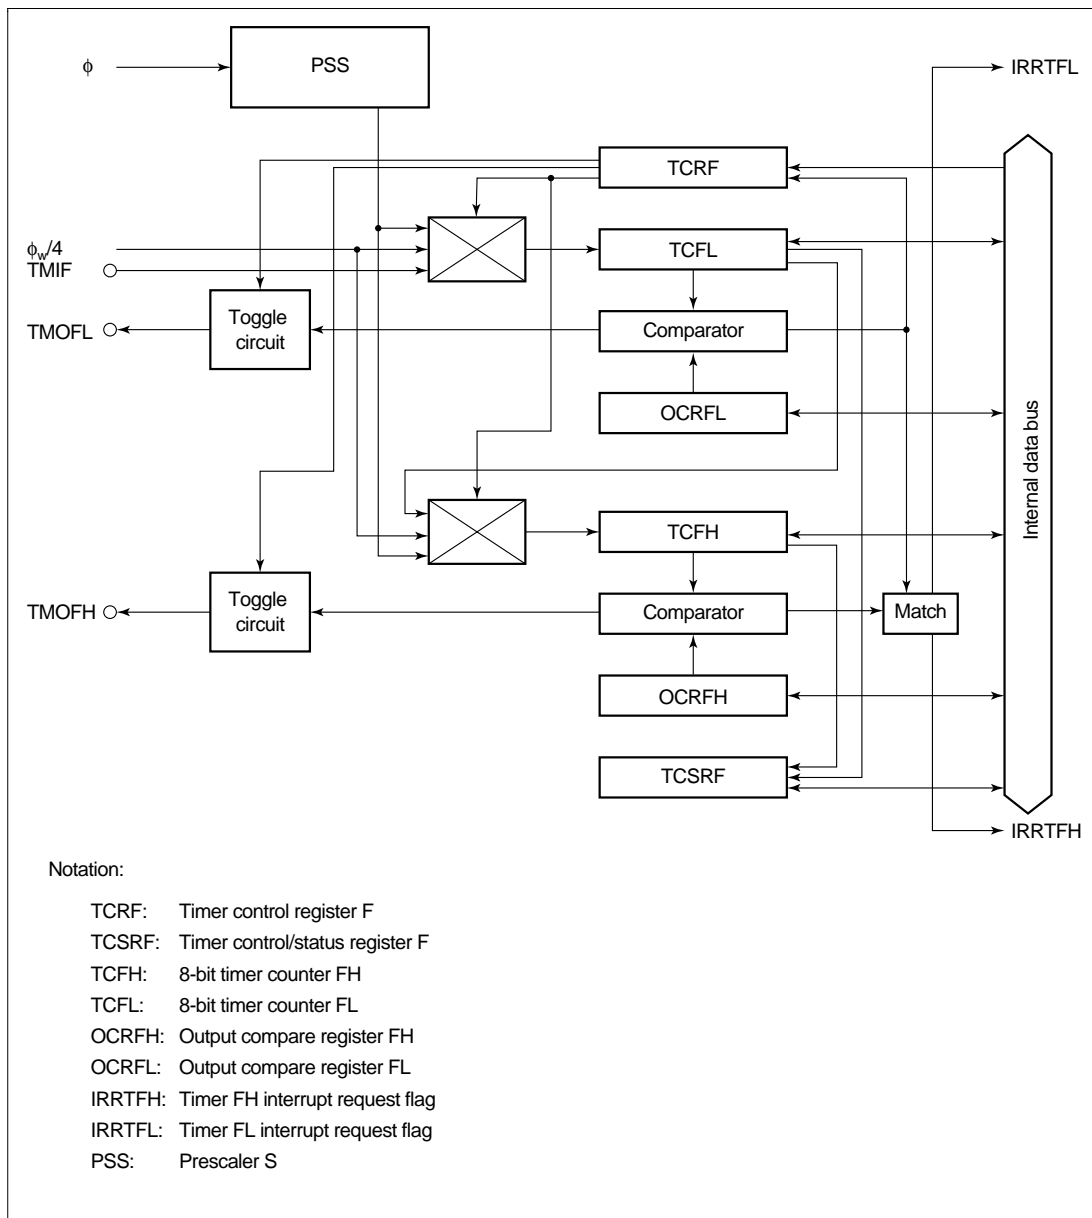 ϕ
PSS
IRRTFL
TCRF
ϕw/4
TMIF
TCFL
TMOFL
Toggle
circuit
Comparator
OCRFL
Internal data bus
TCFH
TMOFH
Toggle
circuit
Comparator
Match
OCRFH
TCSRF
IRRTFH
Notation:
TCRF: Timer control register F
TCSRF: Timer control/status register F
TCFH: 8-bit timer counter FH
TCFL: 8-bit timer counter FL
OCRFH: Output compare register FH
OCRFL: Output compare register FL
IRRTFH: Timer FH interrupt request flag
IRRTFL: Timer FL interrupt request flag
PSS: Prescaler S